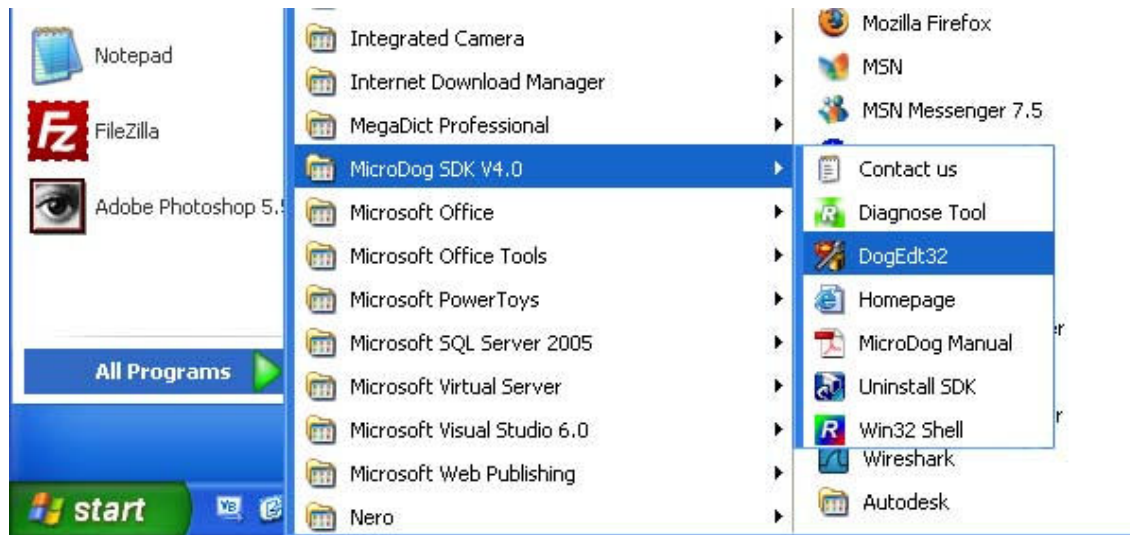 Notepad
FileZilla
Adobe Photoshop 5.
All Programs
start
Integrated Camera
Internet Download Manager
MegaDict Professional
MicroDog SDK V4.0
Microsoft Office
Microsoft Office Tools
Microsoft PowerToys
Microsoft SQL Server 2005
Microsoft Virtual Server
Microsoft Visual Studio 6.0
Microsoft Web Publishing
Nero
Mozilla Firefox
MSN
MSN Messenger 7.5
Contact us
Diagnose Tool
DogEdt32
Homepage
MicroDog Manual
Uninstall SDK
Win32 Shell
Wireshark
Autodesk